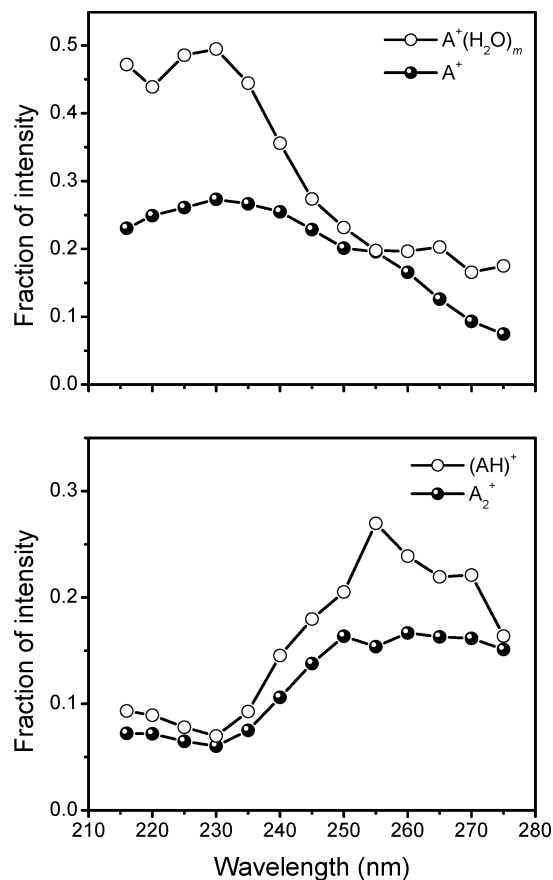 A⁺(H₂O)ₘ
A⁺
0.5
0.4
0.3
0.2
0.1
0.0
Fraction of intensity
(AH)⁺
A₂⁺
0.3
0.2
0.1
0.0
Fraction of intensity
210 220 230 240 250 260 270 280
Wavelength (nm)